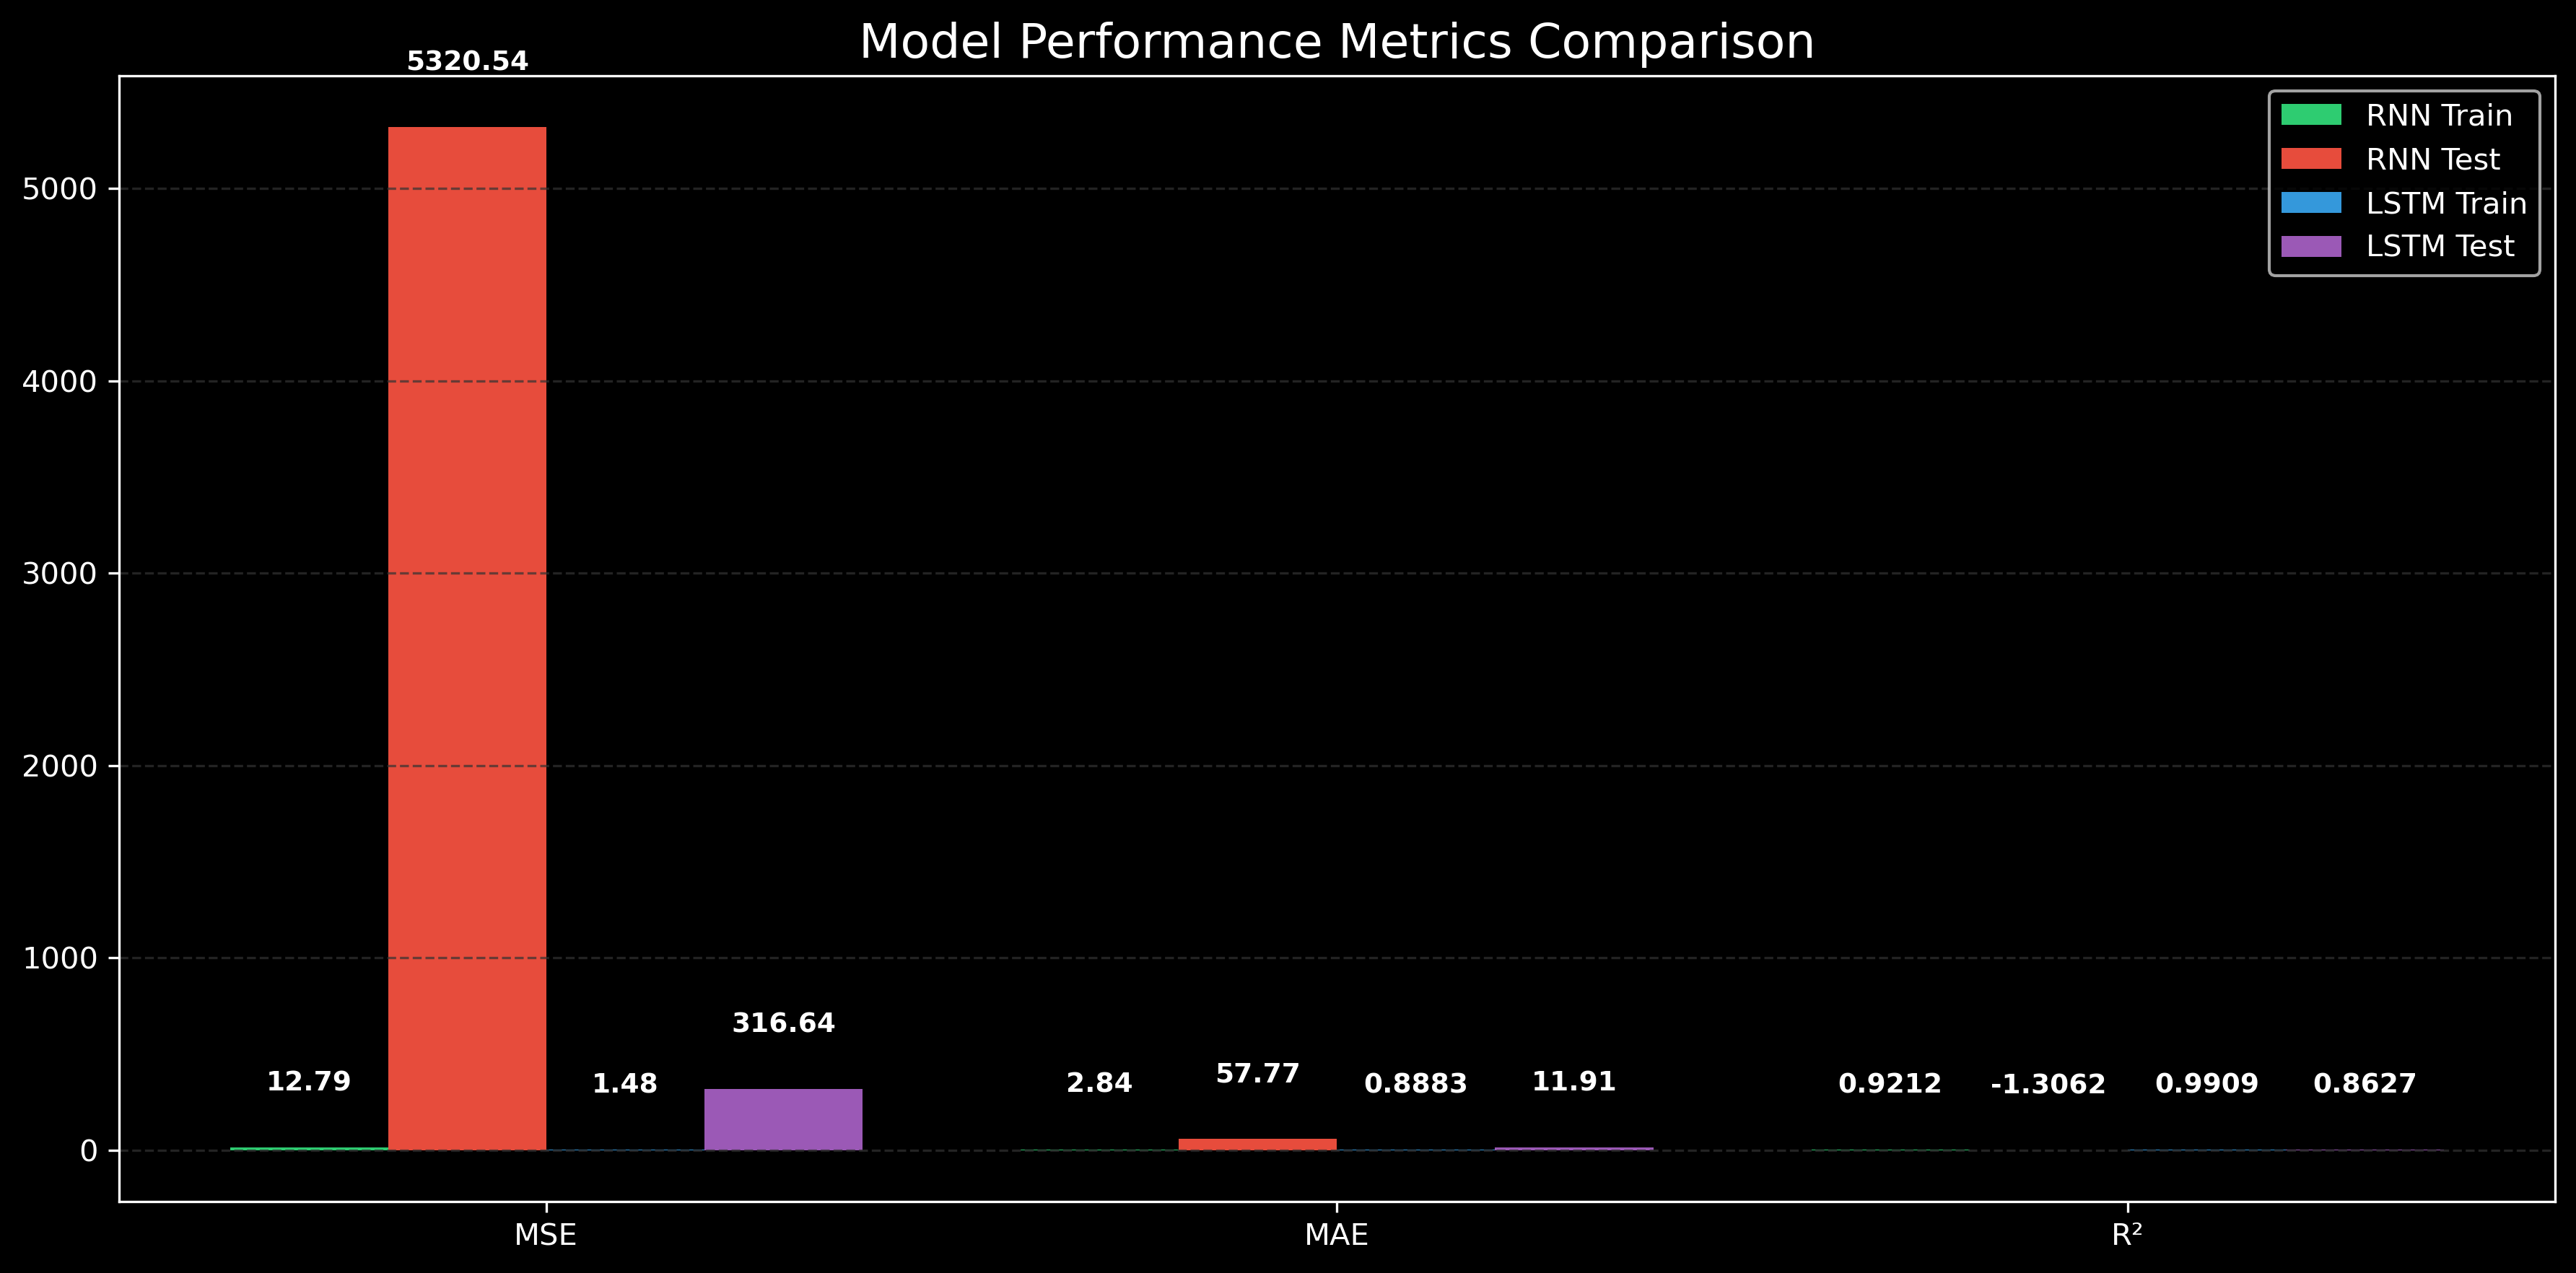 Model Performance Metrics Comparison
5320.54
RNN Train
RNN Test
LSTM Train
LSTM Test
5000
4000
3000
2000
1000
0
12.79
1.48
316.64
2.84
57.77
0.8883
11.91
0.9212
-1.3062
0.9909
0.8627
MSE
MAE
R²